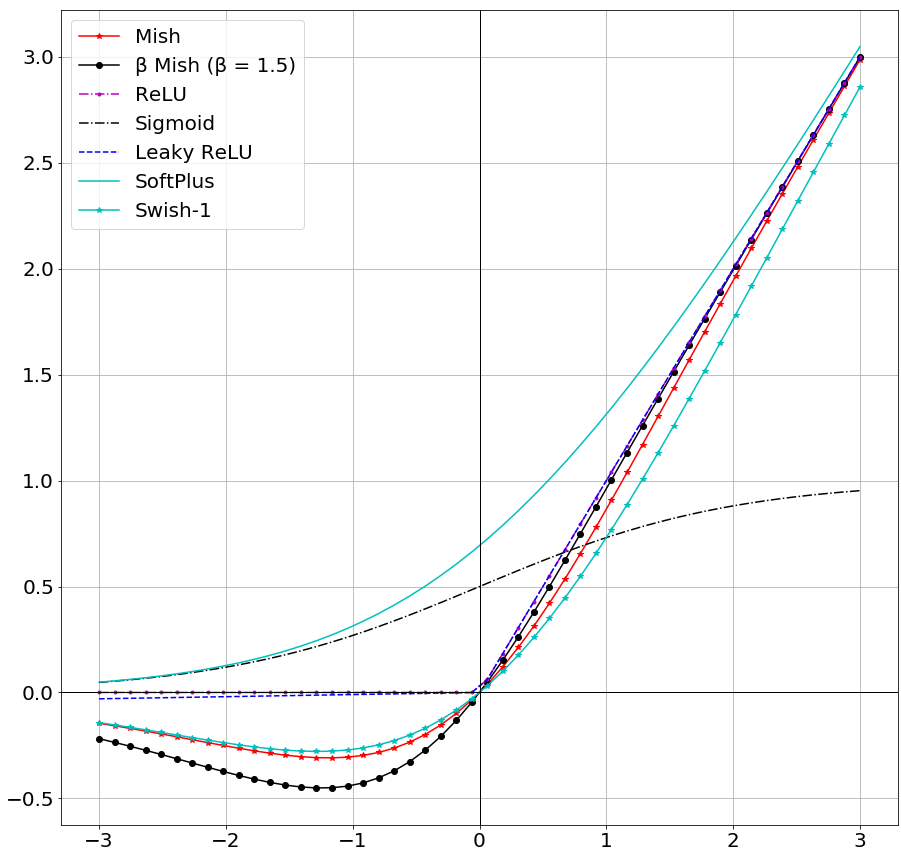 Mish
β Mish (β = 1.5)
ReLU
Sigmoid
Leaky ReLU
SoftPlus
Swish-1
3.0
2.5
2.0
1.5
1.0
0.5
0.0
−0.5
−3 −2 −1 0 1 2 3